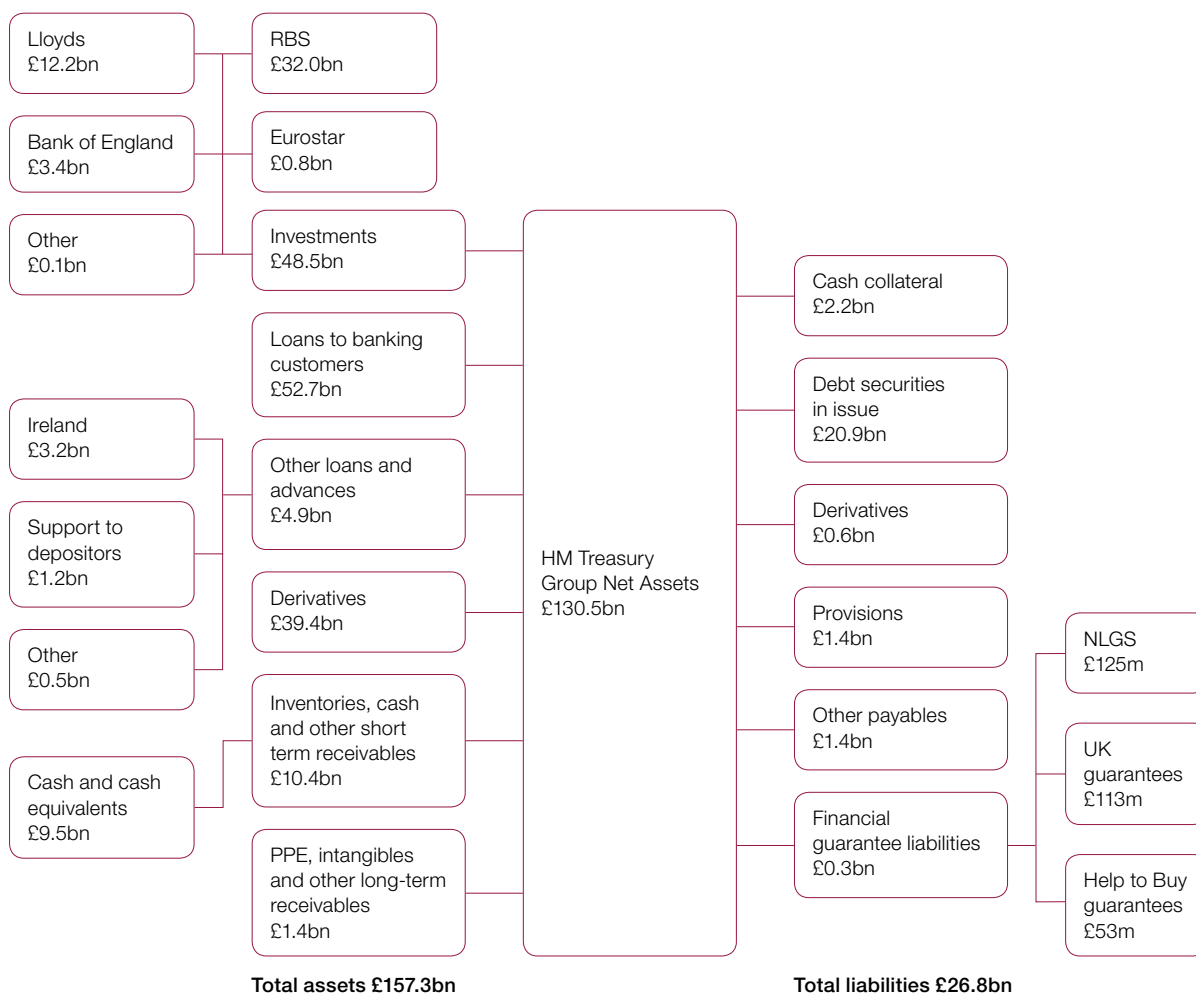 Lloyds
£12.2bn
RBS
£32.0bn
Bank of England
£3.4bn
Eurostar
£0.8bn
Other
£0.1bn
Investments
£48.5bn
Loans to banking
customers
£52.7bn
Ireland
£3.2bn
Support to
depositors
£1.2bn
Other
£0.5bn
Other loans and
advances
£4.9bn
Derivatives
£39.4bn
Cash and cash
equivalents
£9.5bn
Inventories, cash
and other short
term receivables
£10.4bn
PPE, intangibles
and other long-term
receivables
£1.4bn
Total assets £157.3bn
HM Treasury
Group Net Assets
£130.5bn
Cash collateral
£2.2bn
Debt securities
in issue
£20.9bn
Derivatives
£0.6bn
Provisions
£1.4bn
Other payables
£1.4bn
Financial
guarantee liabilities
£0.3bn
NLGS
£125m
UK
guarantees
£113m
Help to Buy
guarantees
£53m
Total liabilities £26.8bn